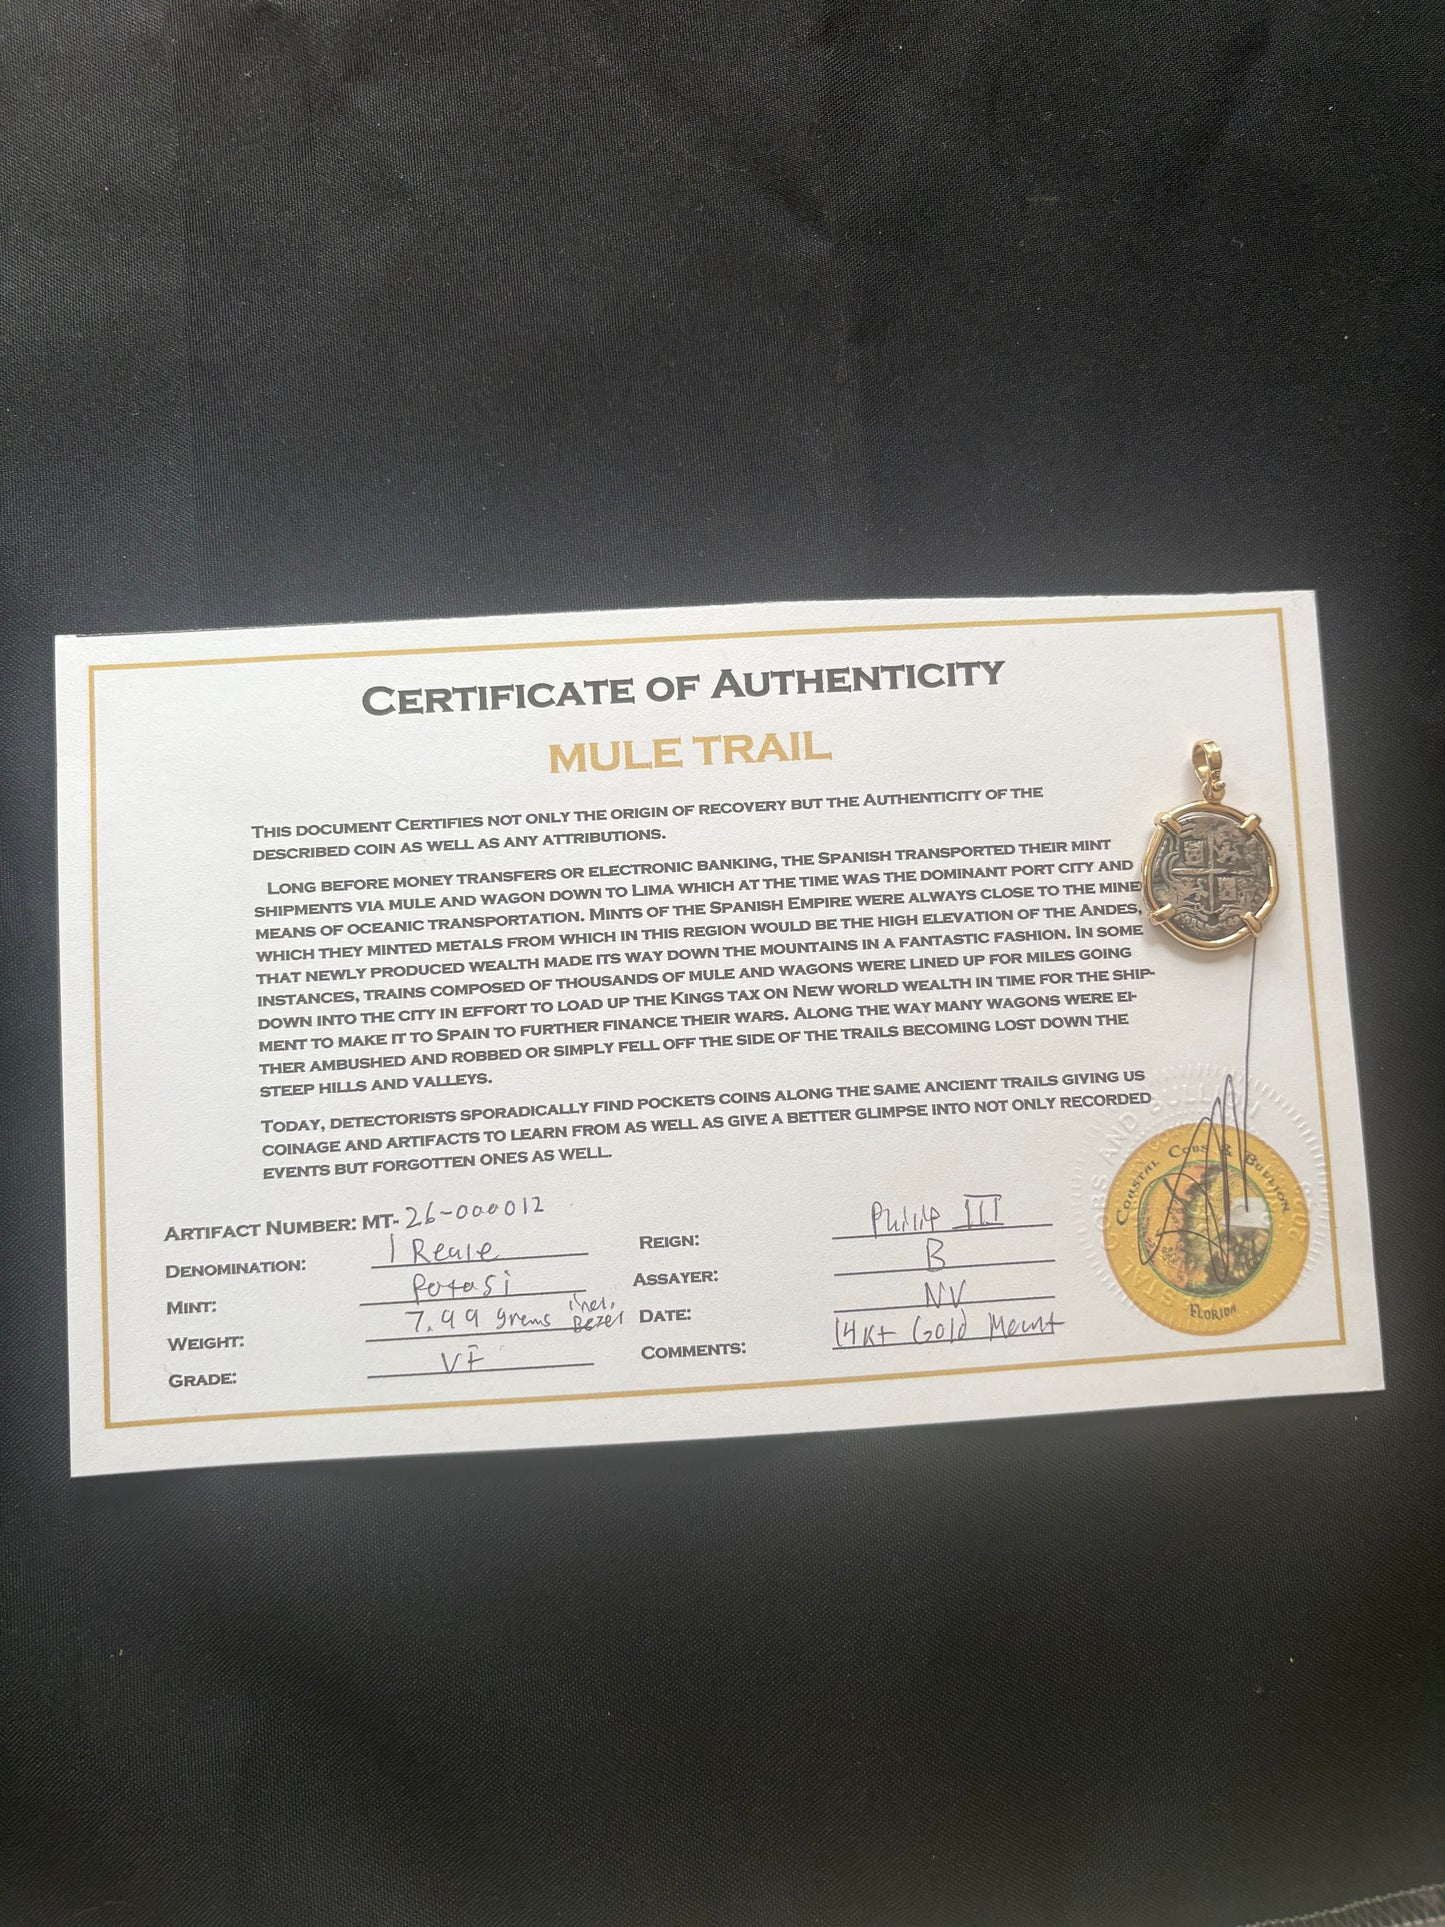 CERTIFICATE OF AUTHENTICITY
MULE TRAIL
THIS DOCUMENT CERTIFIES NOT ONLY THE ORIGIN OF RECOVERY BUT THE AUTHENTICITY OF THE
DESCRIBED COIN AS WELL AS ANY ATTRIBUTIONS.
LONG BEFORE MONEY TRANSFERS OR ELECTRONIC BANKING, THE SPANISH TRANSPORTED THEIR MINT
SHIPMENTS VIA MULE AND WAGON DOWN TO LIMA WHICH AT THE TIME WAS THE DOMINANT PORT CITY AND
MEANS OF OCEANIC TRANSPORTATION. MINTS OF THE SPANISH EMPIRE WERE ALWAYS CLOSE TO THE MINE
WHICH THEY MINTED METALS FROM WHICH IN THIS REGION WOULD BE THE HIGH ELEVATION OF THE ANDES,
THAT NEWLY PRODUCED WEALTH MADE ITS WAY DOWN THE MOUNTAINS IN A FANTASTIC FASHION. IN SOME
INSTANCES, TRAINS COMPOSED OF THOUSANDS OF MULE AND WAGONS WERE LINED UP FOR MILES GOING
DOWN INTO THE CITY IN EFFORT TO LOAD UP THE KINGS TAX ON NEW WORLD WEALTH IN TIME FOR THE SHIP-
MENT TO MAKE IT TO SPAIN TO FURTHER FINANCE THEIR WARS. ALONG THE WAY MANY WAGONS WERE EI-
THER AMBUSHED AND ROBBED OR SIMPLY FELL OFF THE SIDE OF THE TRAILS BECOMING LOST DOWN THE
STEEP HILLS AND VALLEYS.
TODAY, DETECTORISTS SPORADICALLY FIND POCKETS COINS ALONG THE SAME ANCIENT TRAILS GIVING US
COINAGE AND ARTIFACTS TO LEARN FROM AS WELL AS GIVE A BETTER GLIMPSE INTO NOT ONLY RECORDED
EVENTS BUT FORGOTTEN ONES AS WELL.
ARTIFACT NUMBER: MT-26-000012
DENOMINATION: 1 Reale
MINT: Potasi
WEIGHT: 7.99 grems incl. Bezel
GRADE: VF
REIGN: Philip III
ASSAYER: B
DATE: NV
COMMENTS: 14Kt Gold Mount
COASTAL COBS & BULLION
FLORIDA